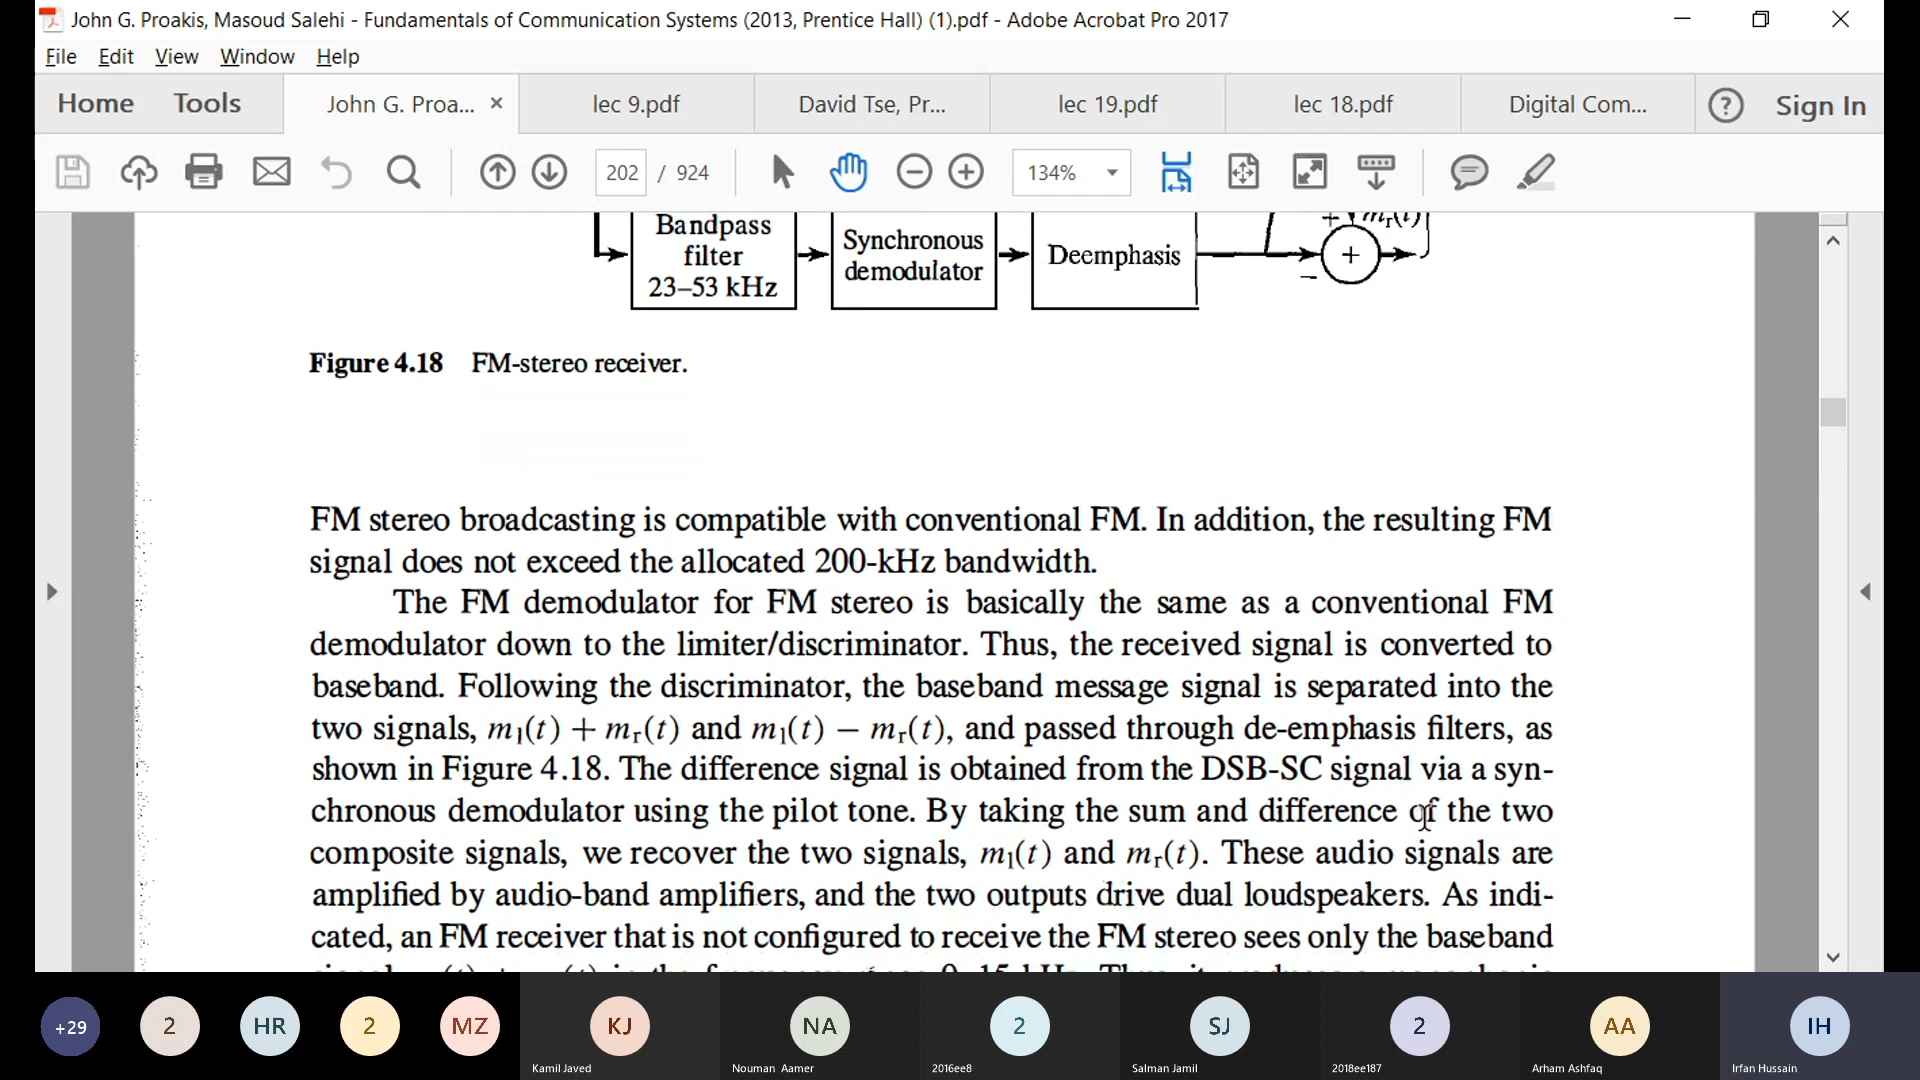 John G. Proakis, Masoud Salehi - Fundamentals of Communication Systems (2013, Prentice Hall) (1).pdf - Adobe Acrobat Pro 2017
File Edit View Window Help
Home Tools John G. Proa... × lec 9.pdf David Tse, Pr... lec 19.pdf lec 18.pdf Digital Com... ? Sign In
202 / 924 134%
Bandpass
filter
23–53 kHz
Synchronous
demodulator
Deemphasis
+ mr(t)
+
−
Figure 4.18 FM-stereo receiver.
FM stereo broadcasting is compatible with conventional FM. In addition, the resulting FM
signal does not exceed the allocated 200-kHz bandwidth.
The FM demodulator for FM stereo is basically the same as a conventional FM
demodulator down to the limiter/discriminator. Thus, the received signal is converted to
baseband. Following the discriminator, the baseband message signal is separated into the
two signals, ml(t) + mr(t) and ml(t) − mr(t), and passed through de-emphasis filters, as
shown in Figure 4.18. The difference signal is obtained from the DSB-SC signal via a syn-
chronous demodulator using the pilot tone. By taking the sum and difference of the two
composite signals, we recover the two signals, ml(t) and mr(t). These audio signals are
amplified by audio-band amplifiers, and the two outputs drive dual loudspeakers. As indi-
cated, an FM receiver that is not configured to receive the FM stereo sees only the baseband
+29 2 HR 2 MZ KJ NA 2 SJ 2 AA IH
Kamil Javed Nouman Aamer 2016ee8 Salman Jamil 2018ee187 Arham Ashfaq Irfan Hussain